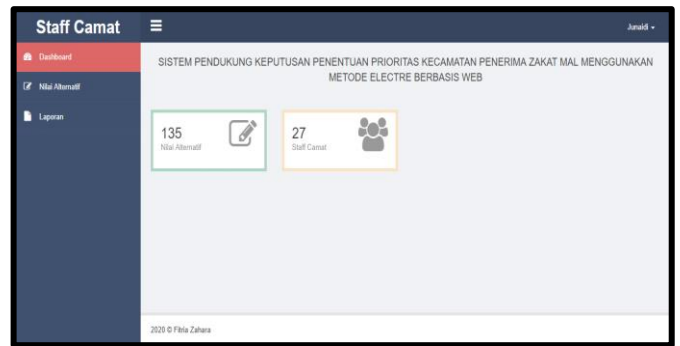 Staff Camat
Junaidi
Dashboard
Nilai Alternatif
Laporan
SISTEM PENDUKUNG KEPUTUSAN PENENTUAN PRIORITAS KECAMATAN PENERIMA ZAKAT MAL MENGGUNAKAN
METODE ELECTRE BERBASIS WEB
135
Nilai Alternatif
27
Staff Camat
2020 © Fitria Zahara